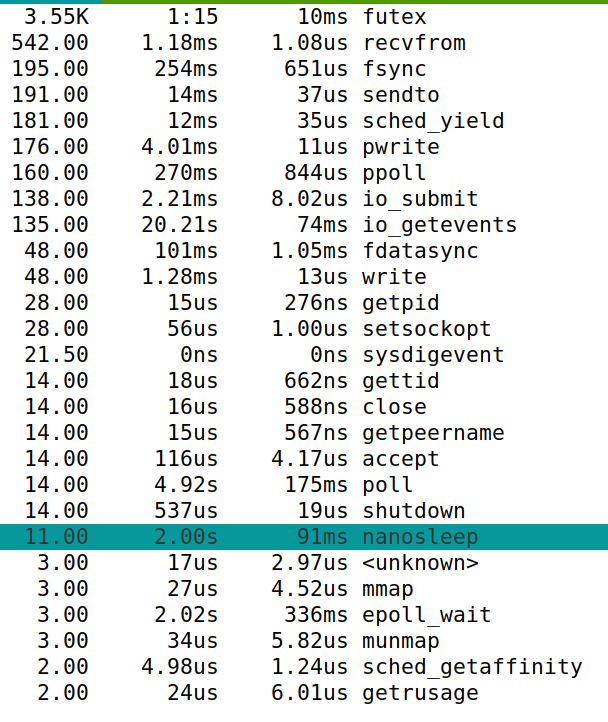 3.55K 1:15 10ms futex
542.00 1.18ms 1.08us recvfrom
195.00 254ms 651us fsync
191.00 14ms 37us sendto
181.00 12ms 35us sched_yield
176.00 4.01ms 11us pwrite
160.00 270ms 844us ppoll
138.00 2.21ms 8.02us io_submit
135.00 20.21s 74ms io_getevents
48.00 101ms 1.05ms fdatasync
48.00 1.28ms 13us write
28.00 15us 276ns getpid
28.00 56us 1.00us setsockopt
21.50 0ns 0ns sysdigevent
14.00 18us 662ns gettid
14.00 16us 588ns close
14.00 15us 567ns getpeername
14.00 116us 4.17us accept
14.00 4.92s 175ms poll
14.00 537us 19us shutdown
11.00 2.00s 91ms nanosleep
3.00 17us 2.97us <unknown>
3.00 27us 4.52us mmap
3.00 2.02s 336ms epoll_wait
3.00 34us 5.82us munmap
2.00 4.98us 1.24us sched_getaffinity
2.00 24us 6.01us getrusage